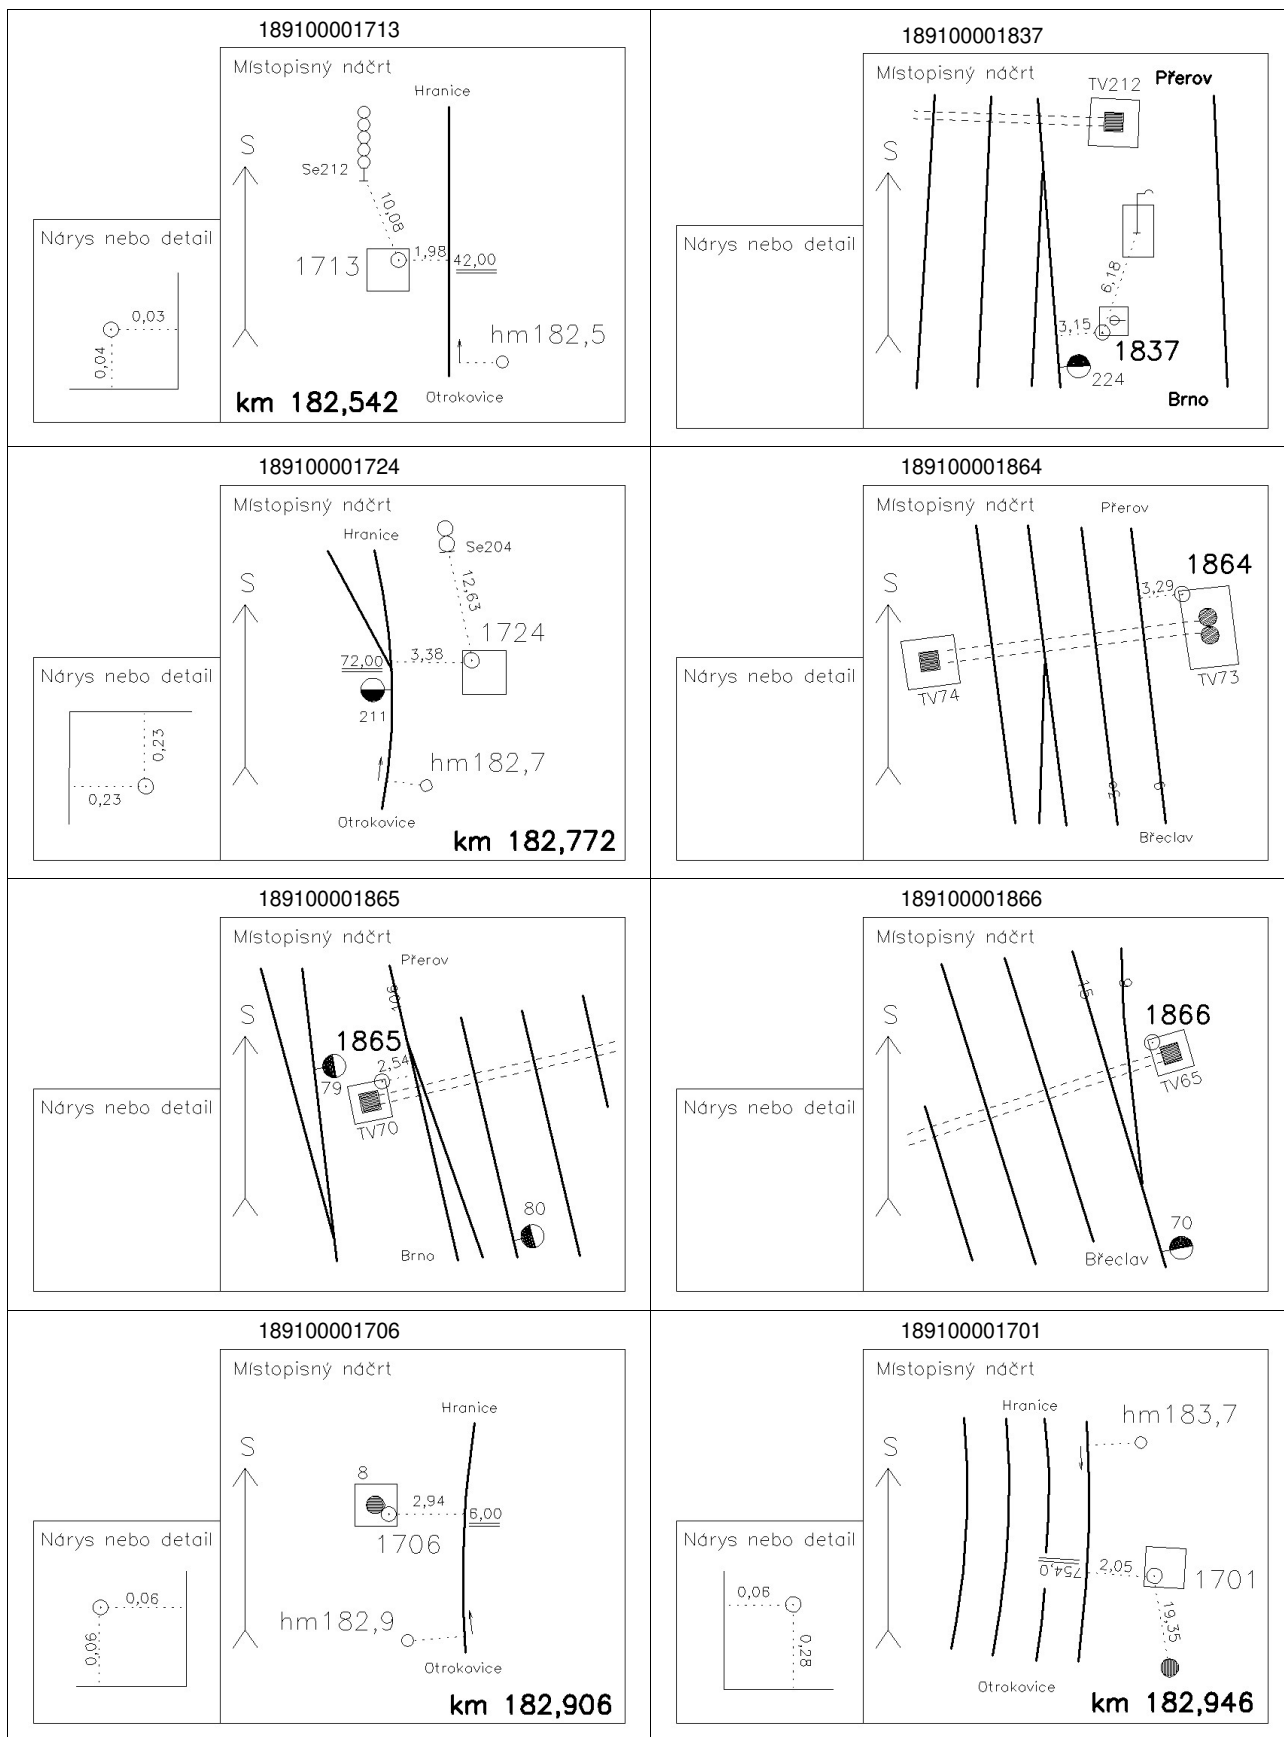 189100001713
Místopisný náčrt
Hranice
S
Se212
10,08
1,98
42,00
1713
hm182,5
km 182,542
Otrokovice
Nárys nebo detail
0,03
0,04
189100001837
Místopisný náčrt
TV212
Přerov
S
6,18
3,15
1837
224
Brno
Nárys nebo detail
189100001724
Místopisný náčrt
Hranice
Se204
S
12,63
1724
72,00
3,38
211
hm182,7
Otrokovice
km 182,772
Nárys nebo detail
0,23
0,23
189100001864
Místopisný náčrt
Přerov
1864
S
3,29
TV74
TV73
9
Břeclav
Nárys nebo detail
189100001865
Místopisný náčrt
Přerov
106
S
1865
2,54
79
TV70
80
Brno
Nárys nebo detail
189100001866
Místopisný náčrt
15
9
S
1866
TV65
70
Břeclav
Nárys nebo detail
189100001706
Místopisný náčrt
Hranice
S
8
2,94
6,00
1706
hm182,9
Otrokovice
km 182,906
Nárys nebo detail
0,06
0,06
189100001701
Místopisný náčrt
Hranice
hm183,7
S
754,0
2,05
1701
19,35
Otrokovice
km 182,946
Nárys nebo detail
0,06
0,28